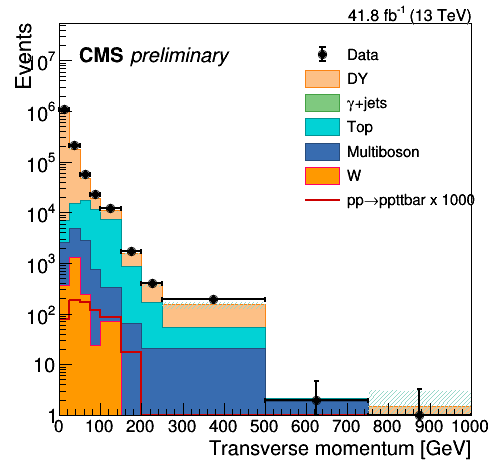 41.8 fb⁻¹ (13 TeV)
Events
CMS preliminary
Data
DY
γ+jets
Top
Multiboson
W
pp→ppttbar x 1000
10⁷
10⁶
10⁵
10⁴
10³
10²
10
1
0 100 200 300 400 500 600 700 800 900 1000
Transverse momentum [GeV]